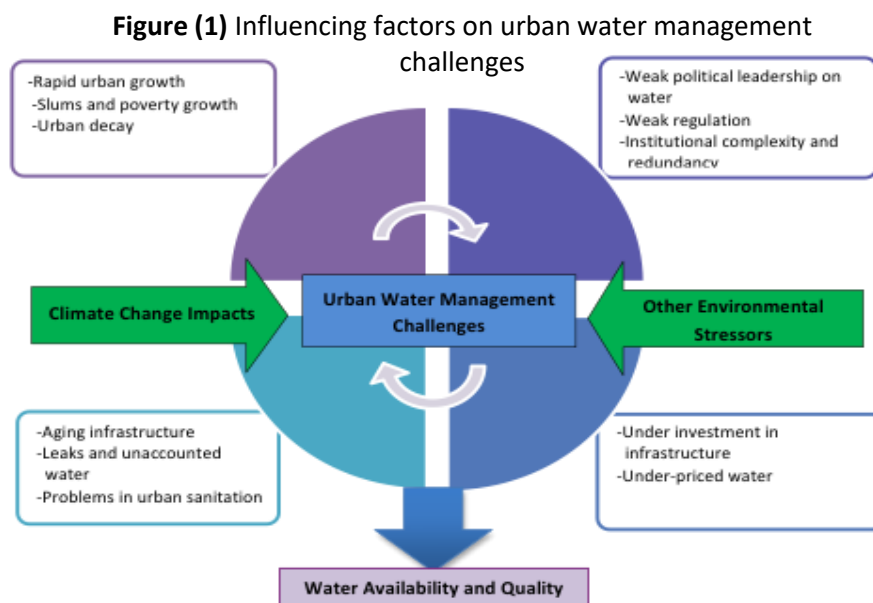 Figure (1) Influencing factors on urban water management
challenges
-Rapid urban growth
-Slums and poverty growth
-Urban decay
-Weak political leadership on
water
-Weak regulation
-Institutional complexity and
redundancy
Climate Change Impacts
Urban Water Management
Challenges
Other Environmental
Stressors
-Aging infrastructure
-Leaks and unaccounted
water
-Problems in urban sanitation
-Under investment in
infrastructure
-Under-priced water
Water Availability and Quality